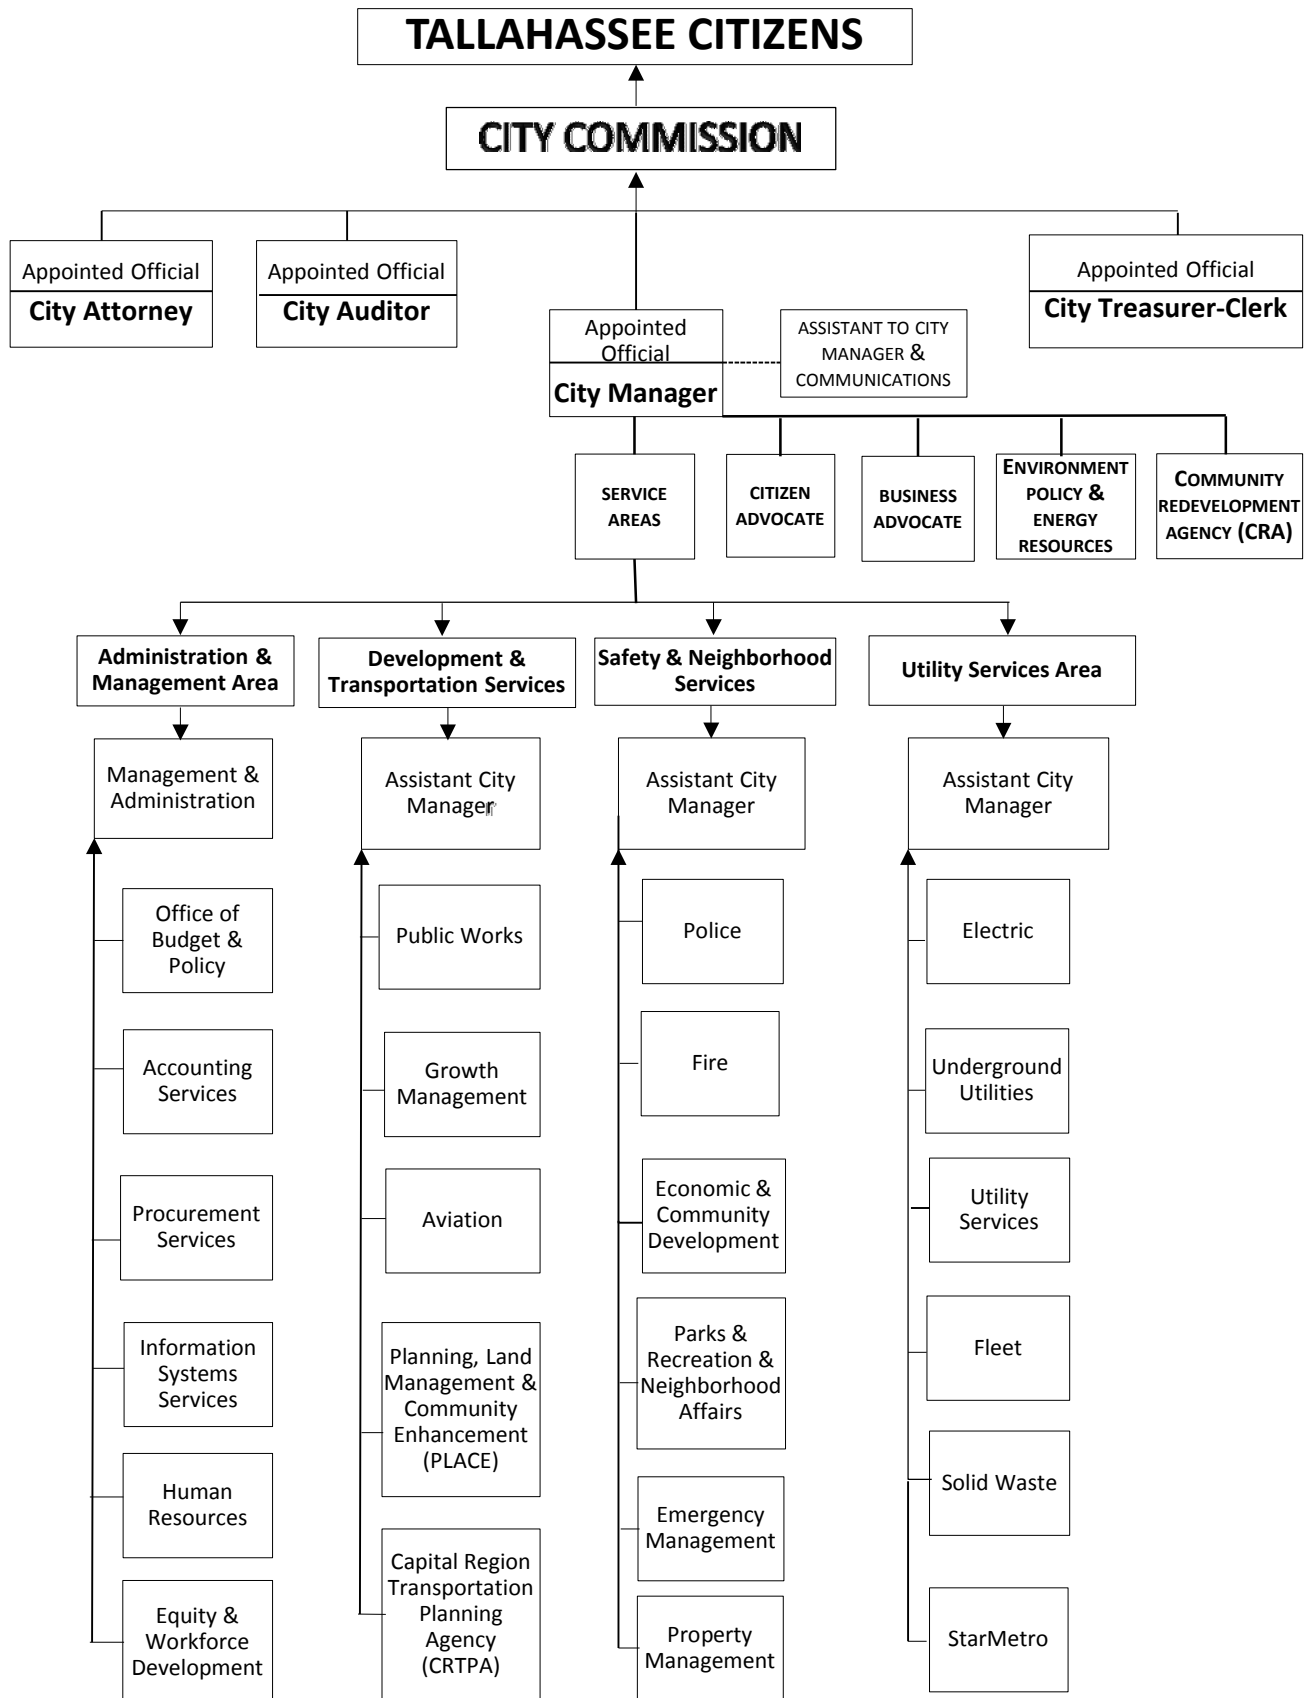 TALLAHASSEE CITIZENS
CITY COMMISSION
Appointed Official
City Attorney
Appointed Official
City Auditor
Appointed
Official
City Manager
ASSISTANT TO CITY
MANAGER &
COMMUNICATIONS
Appointed Official
City Treasurer-Clerk
SERVICE
AREAS
CITIZEN
ADVOCATE
BUSINESS
ADVOCATE
ENVIRONMENT
POLICY &
ENERGY
RESOURCES
COMMUNITY
REDEVELOPMENT
AGENCY (CRA)
Administration &
Management Area
Development &
Transportation Services
Safety & Neighborhood
Services
Utility Services Area
Management &
Administration
Assistant City
Manager
Assistant City
Manager
Assistant City
Manager
Office of
Budget &
Policy
Accounting
Services
Procurement
Services
Information
Systems
Services
Human
Resources
Equity &
Workforce
Development
Public Works
Growth
Management
Aviation
Planning, Land
Management &
Community
Enhancement
(PLACE)
Capital Region
Transportation
Planning
Agency
(CRTPA)
Police
Fire
Economic &
Community
Development
Parks &
Recreation &
Neighborhood
Affairs
Emergency
Management
Property
Management
Electric
Underground
Utilities
Utility
Services
Fleet
Solid Waste
StarMetro